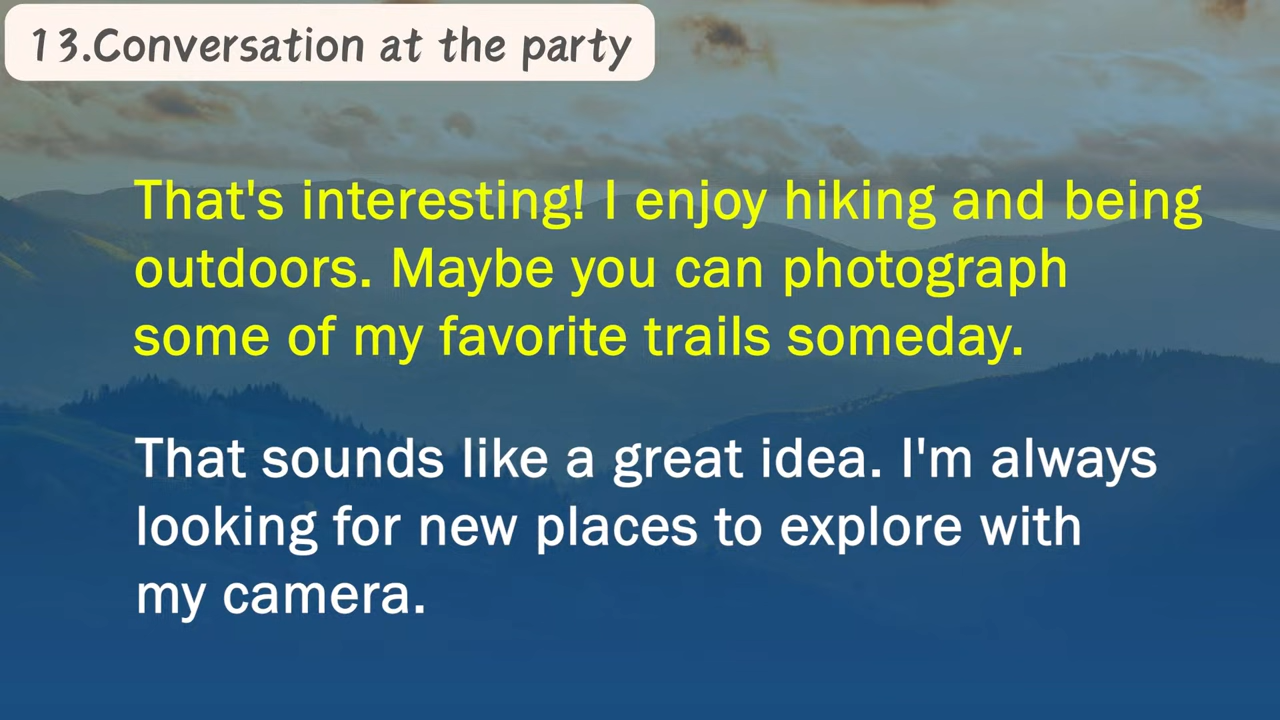 13.Conversation at the party
That's interesting! I enjoy hiking and being
outdoors. Maybe you can photograph
some of my favorite trails someday.
That sounds like a great idea. I'm always
looking for new places to explore with
my camera.